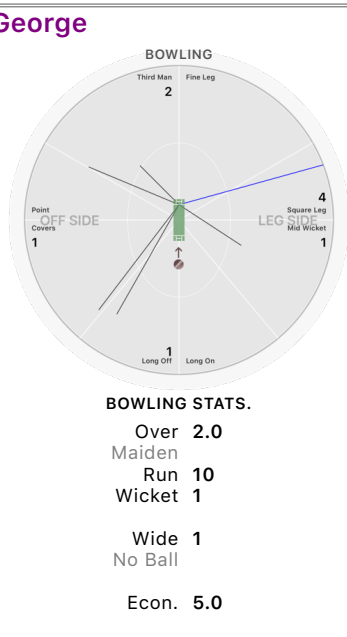 George
BOWLING
Third Man Fine Leg
2
4
Point Square Leg
OFF SIDE LEG SIDE
Covers Mid Wicket
1 1
1
Long Off Long On
BOWLING STATS.
Over 2.0
Maiden
Run 10
Wicket 1
Wide 1
No Ball
Econ. 5.0